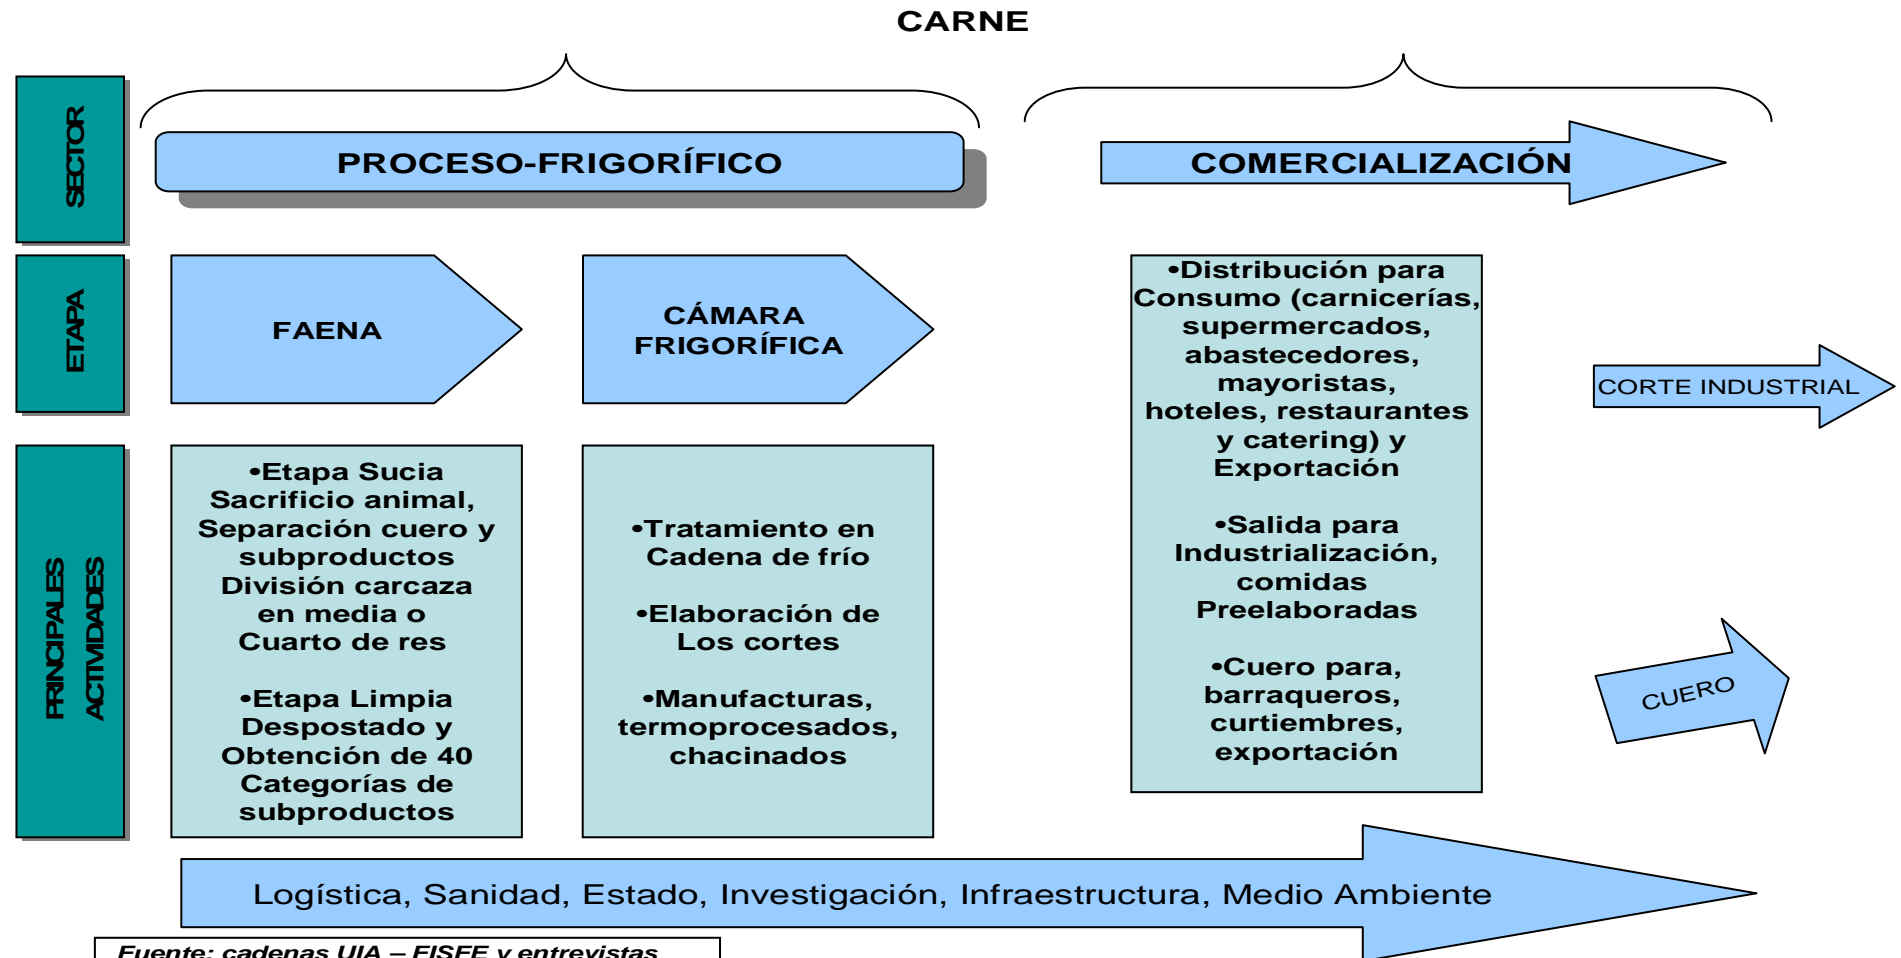 CARNE
SECTOR
PROCESO-FRIGORÍFICO
COMERCIALIZACIÓN
ETAPA
FAENA
CÁMARA
FRIGORÍFICA
•Distribución para
Consumo (carnicerías,
supermercados,
abastecedores,
mayoristas,
hoteles, restaurantes
y catering) y
Exportación
•Salida para
Industrialización,
comidas
Preelaboradas
•Cuero para,
barraqueros,
curtiembres,
exportación
CORTE INDUSTRIAL
CUERO
PRINCIPALES
ACTIVIDADES
•Etapa Sucia
Sacrificio animal,
Separación cuero y
subproductos
División carcaza
en media o
Cuarto de res
•Etapa Limpia
Despostado y
Obtención de 40
Categorías de
subproductos
•Tratamiento en
Cadena de frío
•Elaboración de
Los cortes
•Manufacturas,
termoprocesados,
chacinados
Logística, Sanidad, Estado, Investigación, Infraestructura, Medio Ambiente
Fuente: cadenas UIA – FISFE y entrevistas